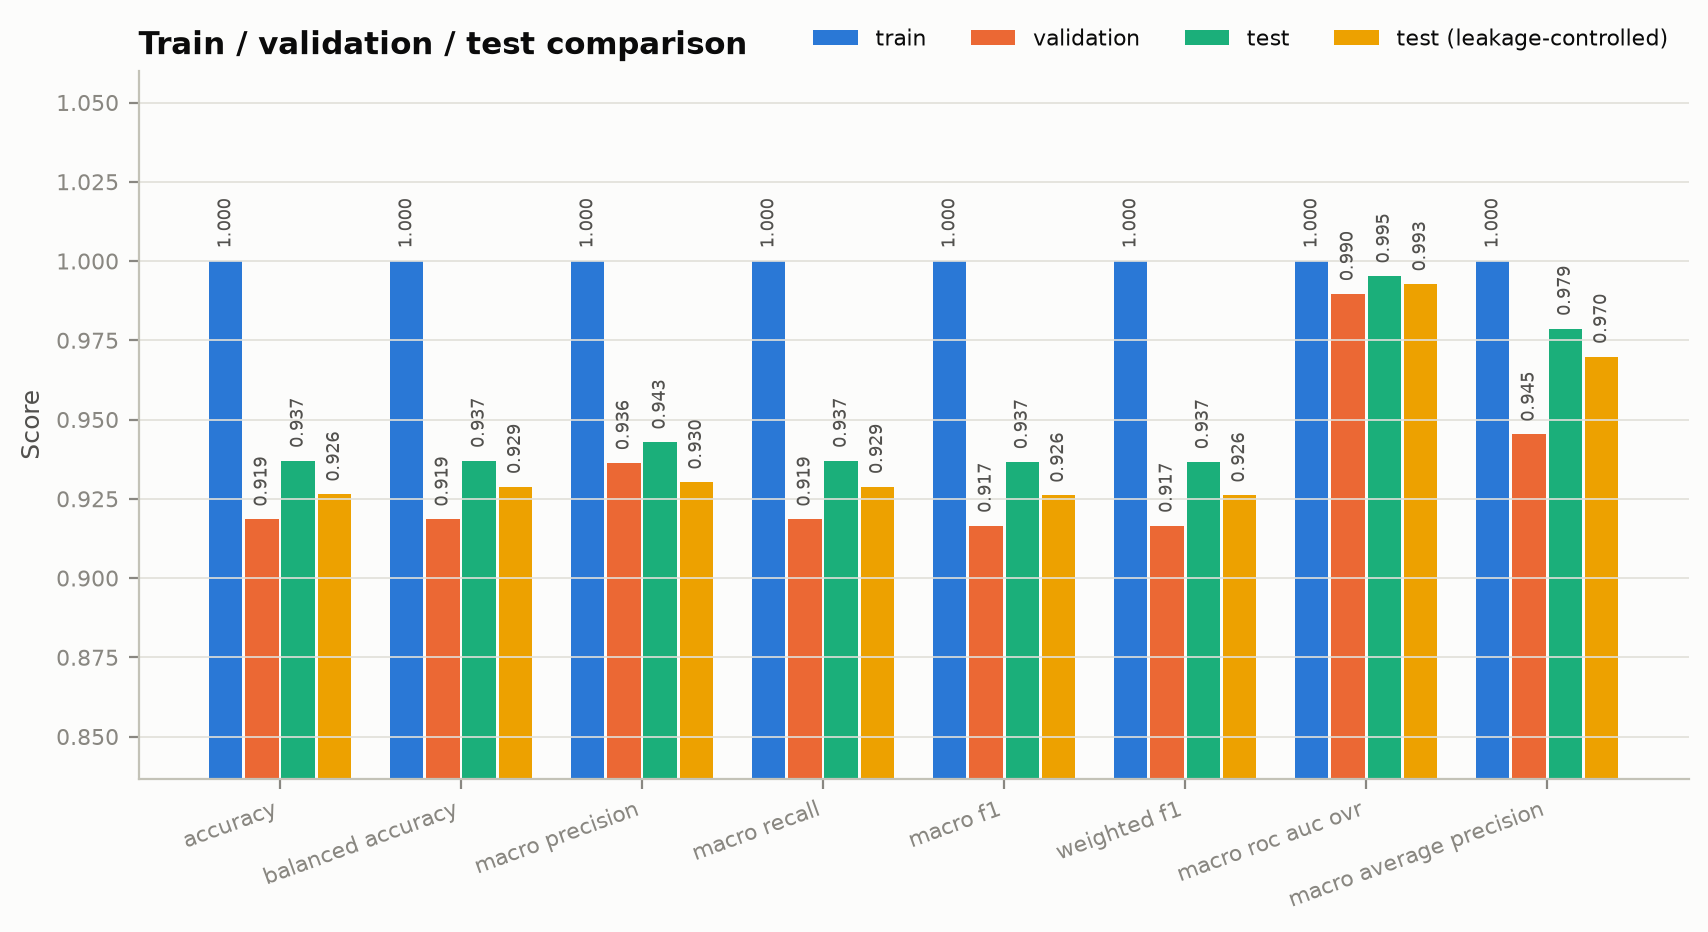 Train / validation / test comparison
train
validation
test
test (leakage-controlled)
Score
1.050
1.025
1.000
0.975
0.950
0.925
0.900
0.875
0.850
1.000
0.919
0.937
0.926
1.000
0.919
0.937
0.929
1.000
0.936
0.943
0.930
1.000
0.919
0.937
0.929
1.000
0.917
0.937
0.926
1.000
0.917
0.937
0.926
1.000
0.990
0.995
0.993
1.000
0.945
0.979
0.970
accuracy
balanced accuracy
macro precision
macro recall
macro f1
weighted f1
macro roc auc ovr
macro average precision